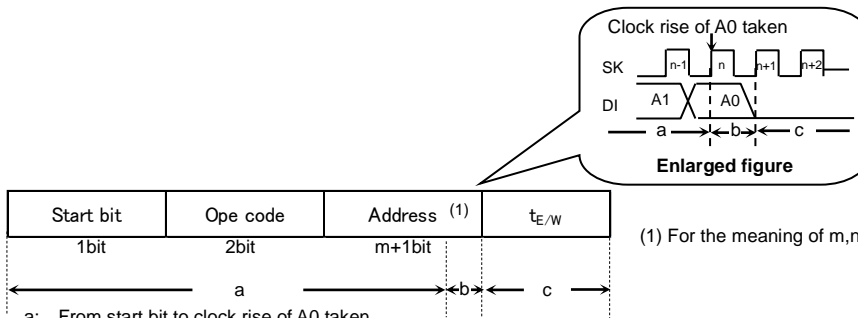 Clock rise of A0 taken
SK n-1 n n+1 n+2
DI A1 A0
a b c
Enlarged figure
Start bit Ope code Address (1) tE/W
1bit 2bit m+1bit
(1) For the meaning of m,n
a b c
a: From start bit to clock rise of A0 taken